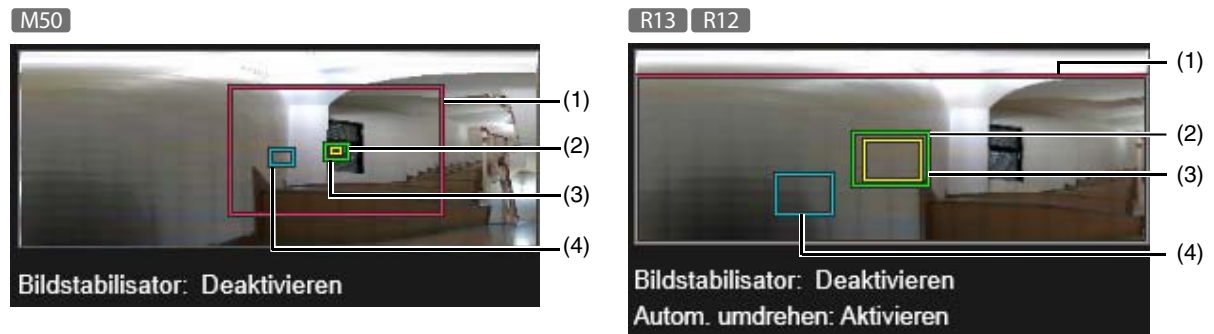 M50
(1)
(2)
(3)
(4)
Bildstabilisator: Deaktivieren
R13 R12
(1)
(2)
(3)
(4)
Bildstabilisator: Deaktivieren
Autom. umdrehen: Aktivieren